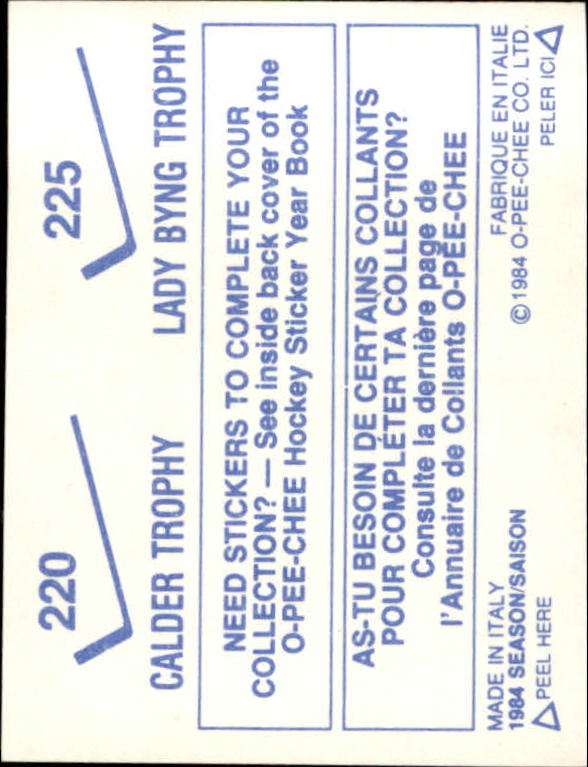 220
225
CALDER TROPHY
LADY BYNG TROPHY
NEED STICKERS TO COMPLETE YOUR
COLLECTION? — See inside back cover of the
O-PEE-CHEE Hockey Sticker Year Book
AS-TU BESOIN DE CERTAINS COLLANTS
POUR COMPLÉTER TA COLLECTION?
Consulte la dernière page de
l'Annuaire de Collants O-PEE-CHEE
MADE IN ITALY
1984 SEASON/SAISON
PEEL HERE
FABRIQUE EN ITALIE
© 1984 O-PEE-CHEE CO. LTD.
PELER ICI